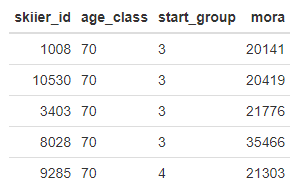 skiier_id age_class start_group mora
1008 70 3 20141
10530 70 3 20419
3403 70 3 21776
8028 70 3 35466
9285 70 4 21303